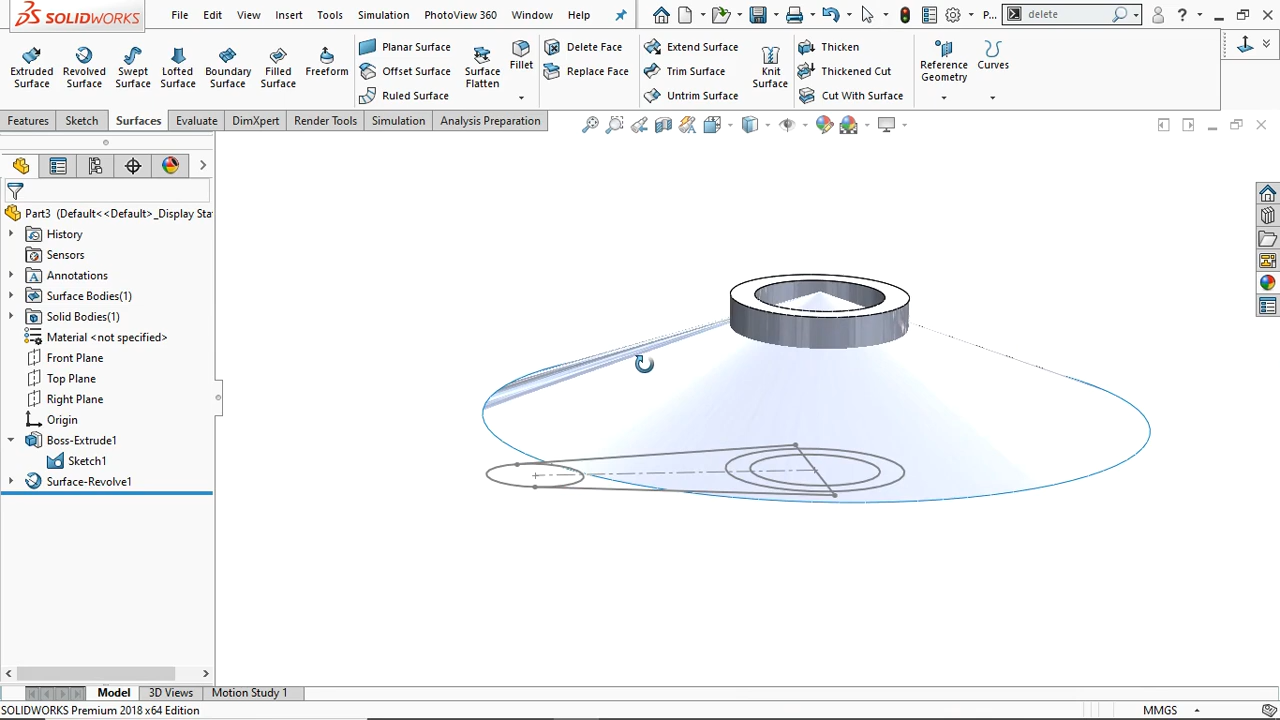 SOLIDWORKS File Edit View Insert Tools Simulation PhotoView 360 Window Help P... delete
Extruded Surface Revolved Surface Swept Surface Lofted Surface Boundary Surface Filled Surface Freeform Planar Surface Offset Surface Ruled Surface Surface Flatten Fillet Delete Face Replace Face Extend Surface Trim Surface Untrim Surface Knit Surface Thicken Thickened Cut Cut With Surface Reference Geometry Curves
Features Sketch Surfaces Evaluate DimXpert Render Tools Simulation Analysis Preparation
Part3 (Default<<Default>_Display Sta
History
Sensors
Annotations
Surface Bodies(1)
Solid Bodies(1)
Material <not specified>
Front Plane
Top Plane
Right Plane
Origin
Boss-Extrude1
Sketch1
Surface-Revolve1
Model 3D Views Motion Study 1
SOLIDWORKS Premium 2018 x64 Edition MMGS